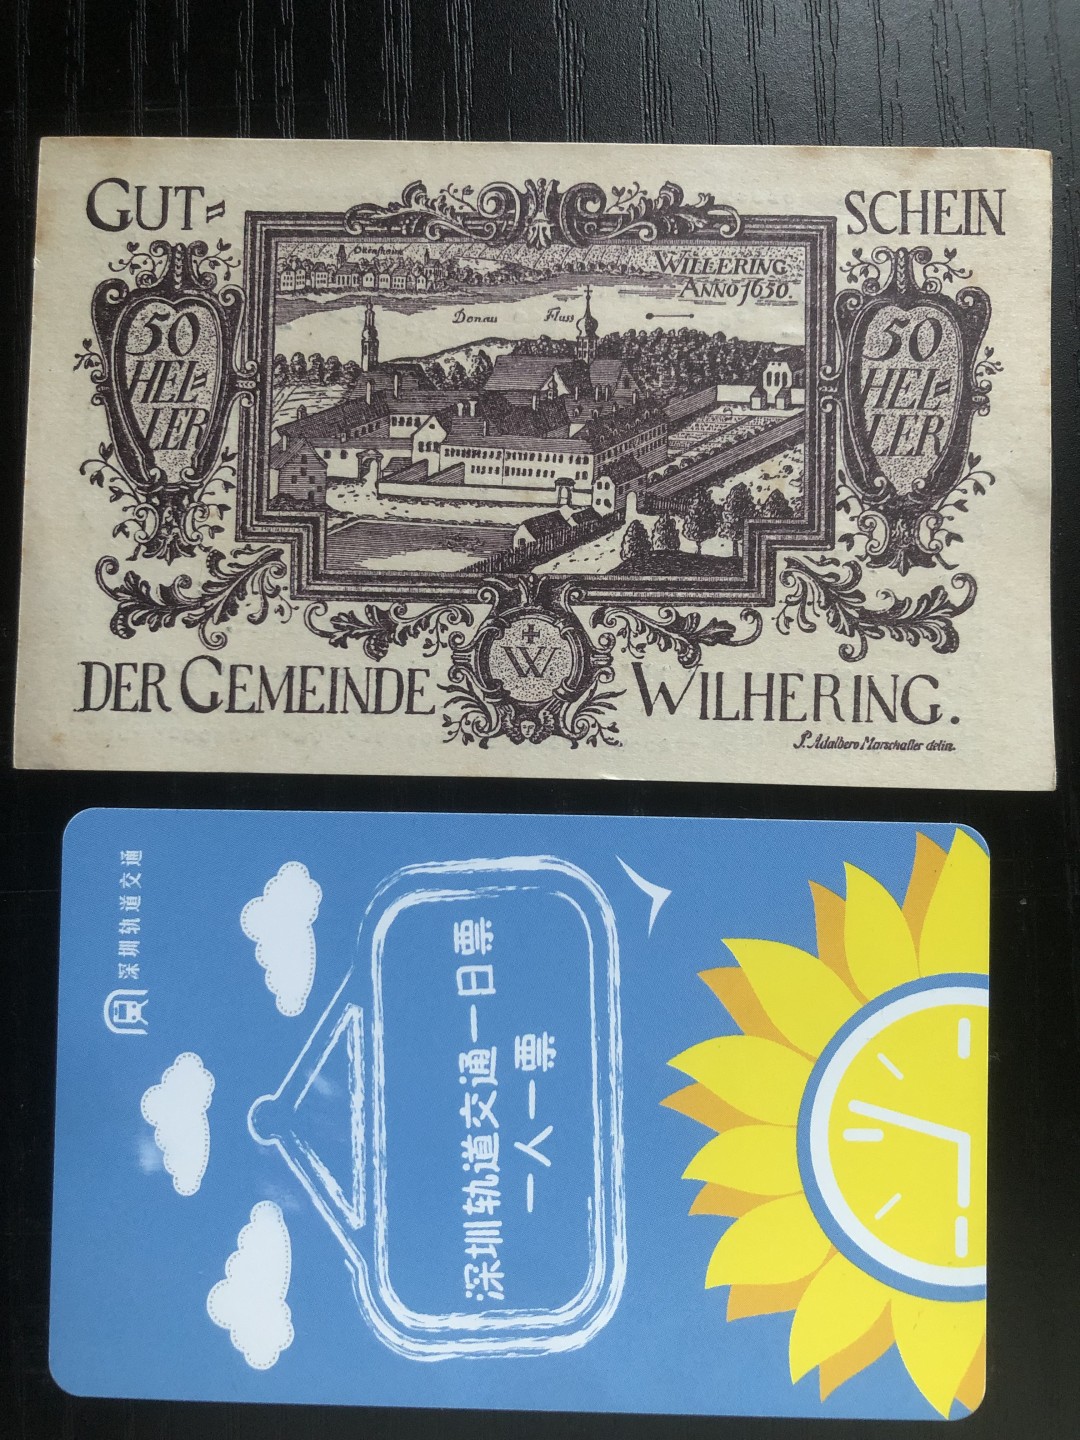 GUT=
SCHEIN
WILLERING
ANNO 1650.
Donau Fluss
50
HEL=
LER
50
HEL=
LER
W
DER GEMEINDE
WILHERING.
P. Adalbero Marschaller delin.
深圳轨道交通
深圳轨道交通一日票
一人一票